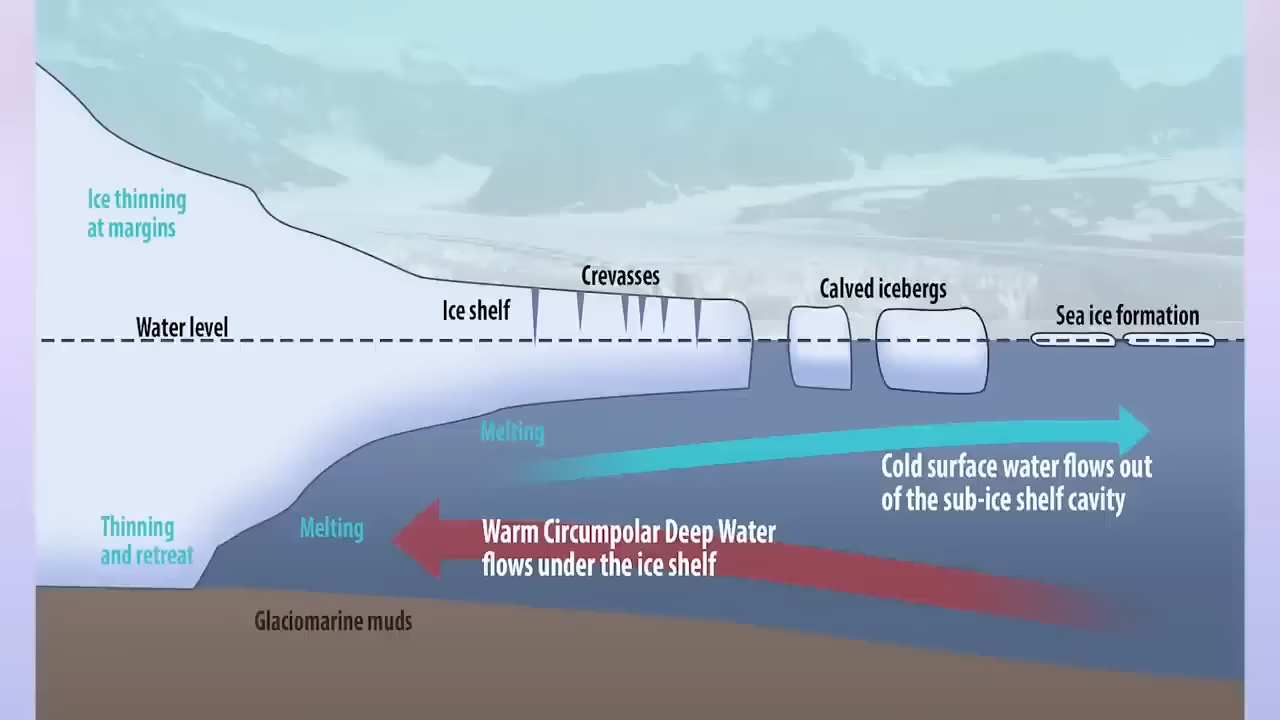 Ice thinning
at margins
Crevasses
Calved icebergs
Ice shelf
Sea ice formation
Water level
Melting
Cold surface water flows out
of the sub-ice shelf cavity
Thinning
and retreat
Melting
Warm Circumpolar Deep Water
flows under the ice shelf
Glaciomarine muds